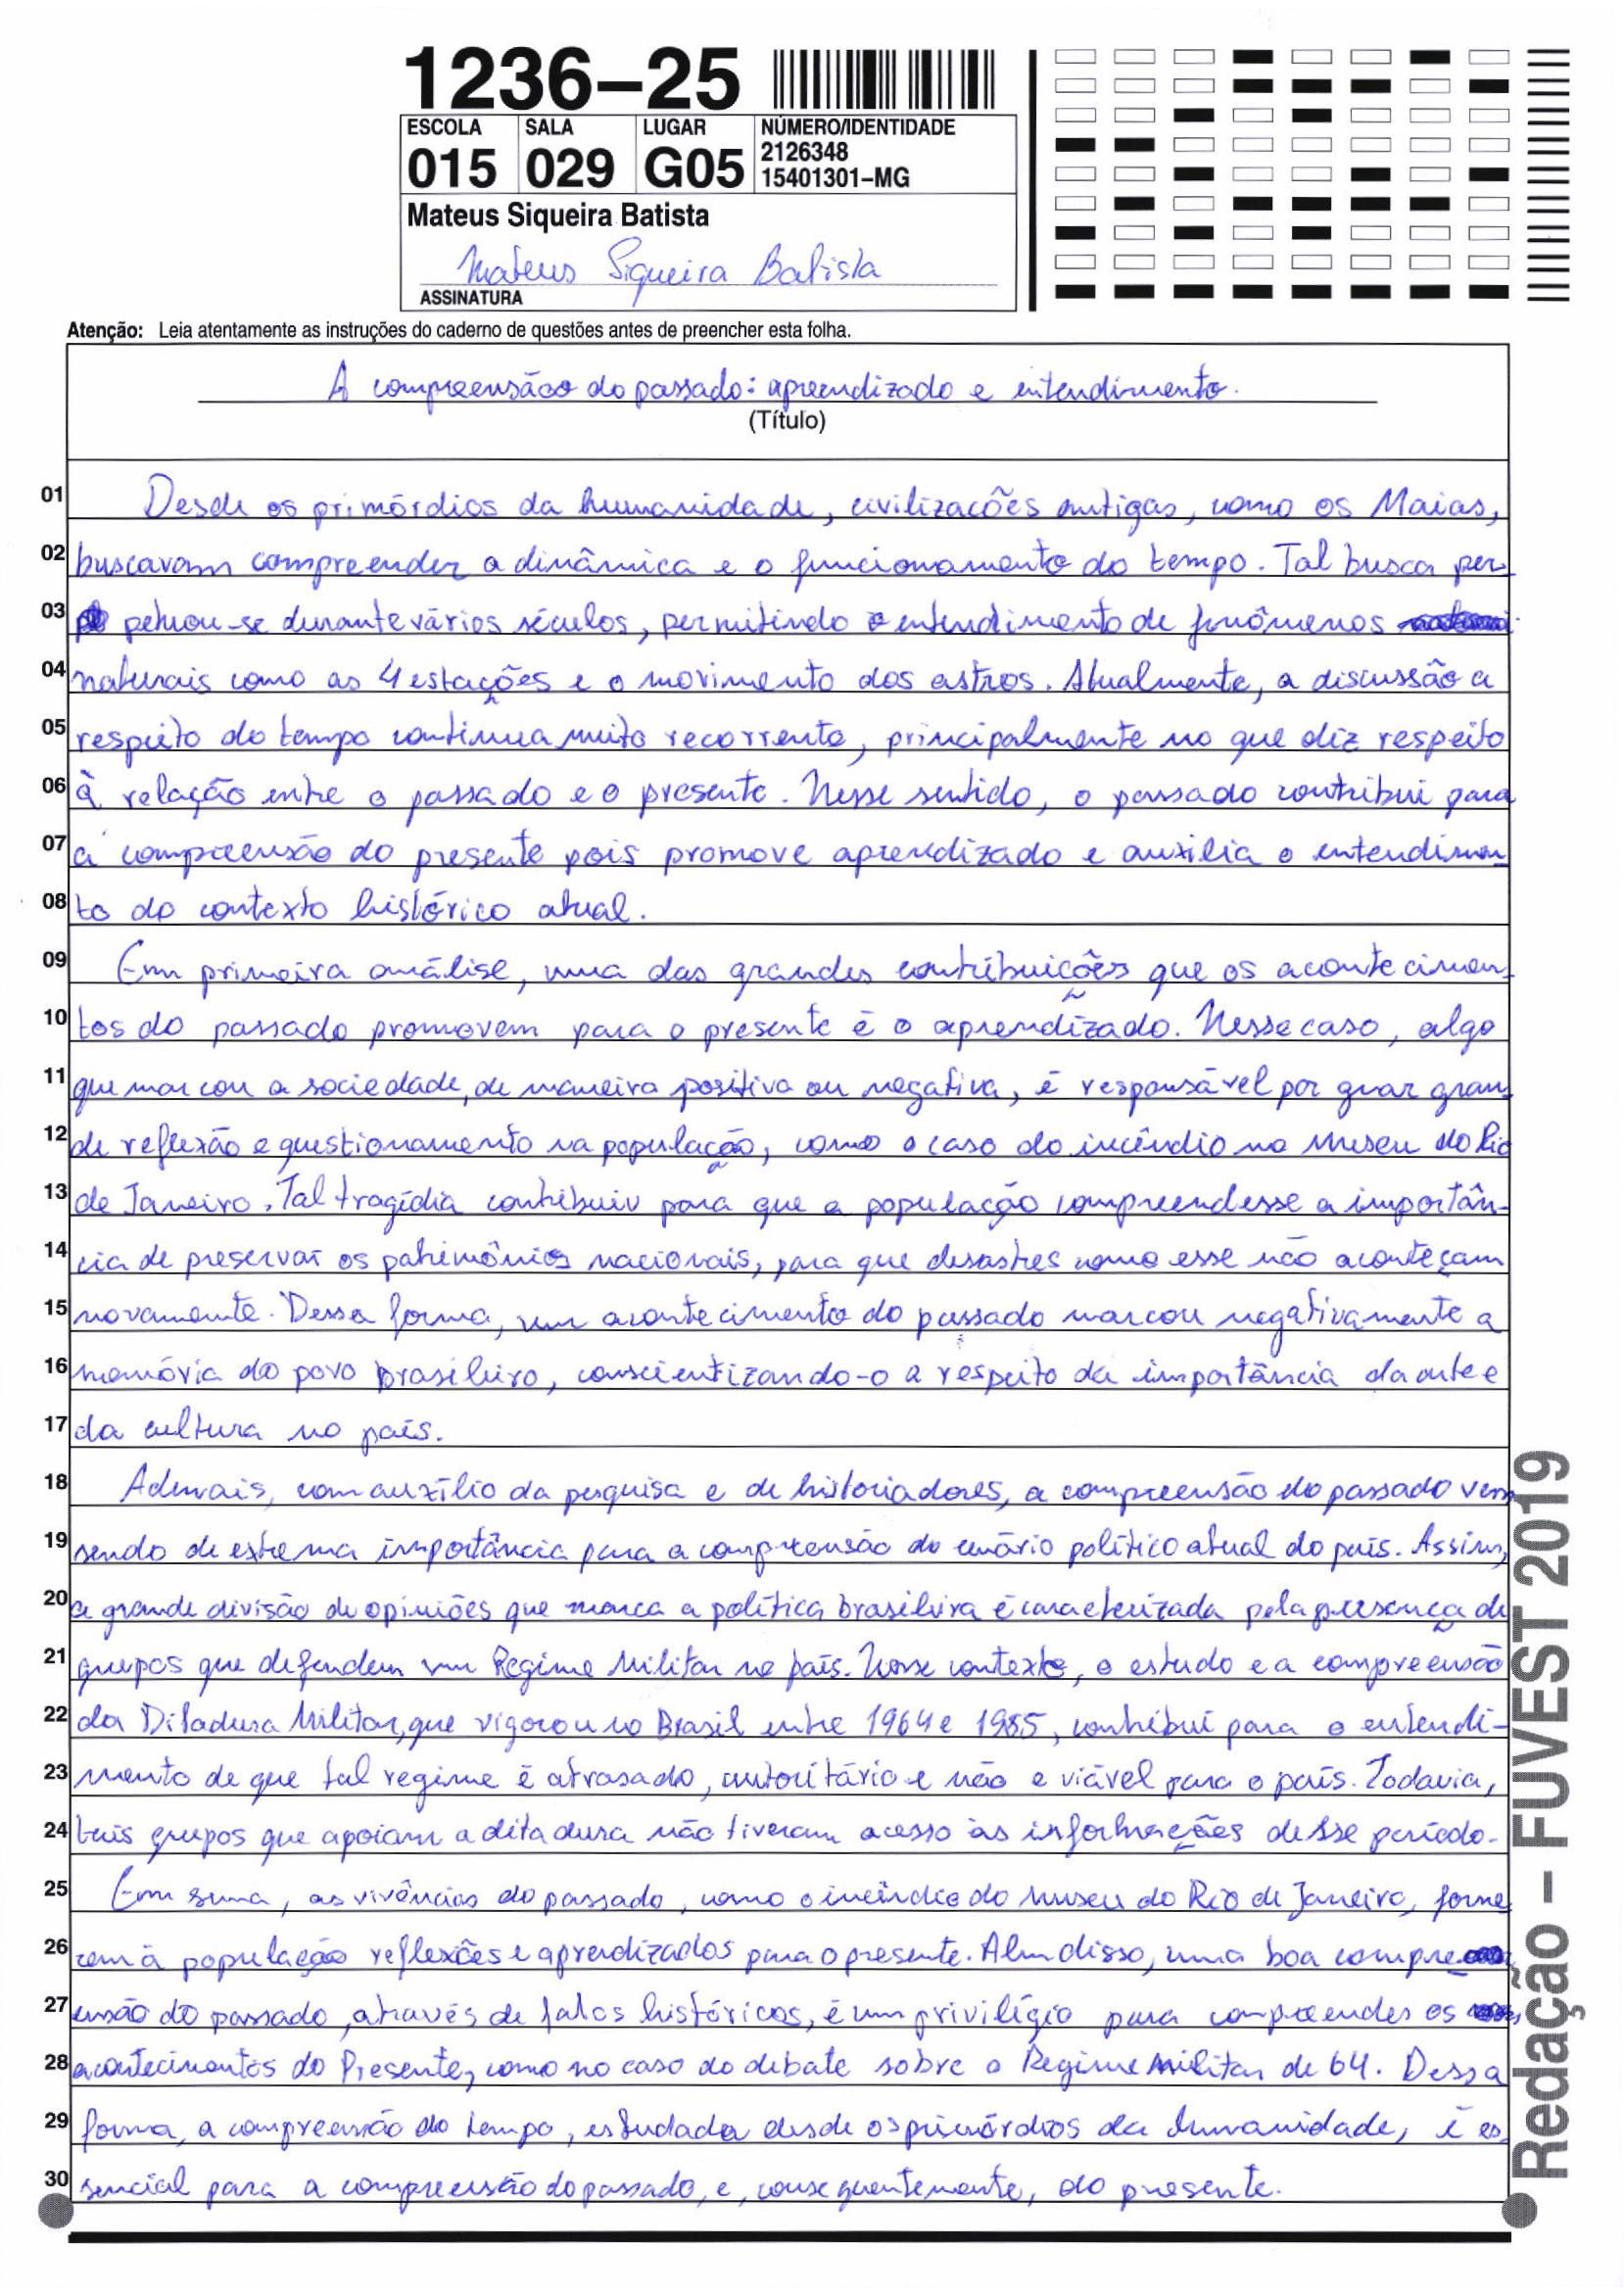 1236-25
ESCOLA SALA LUGAR NÚMERO/IDENTIDADE
015 029 G05 2126348
15401301-MG
Mateus Siqueira Batista
Mateus Siqueira Batista
ASSINATURA
Atenção: Leia atentamente as instruções do caderno de questões antes de preencher esta folha.
A compreensão do passado: apreendizado e entendimento.
(Título)
01 Desde os primórdios da humanidade, civilizações antigas, como os Maias,
02 buscavam compreender a dinâmica e o funcionamento do tempo. Tal busca per
03 petuou-se durante vários séculos, permitindo o entendimento de fenômenos
04 naturais como as 4 estações e o movimento dos astros. Atualmente, a discussão a
05 respeito do tempo continua muito recorrente, principalmente no que diz respeito
06 à relação entre o passado e o presente. Nesse sentido, o passado contribui para
07 a compreensão do presente pois promove aprendizado e auxilia o entendimen
08 to do contexto histórico atual.
09 Em primeira análise, uma das grandes contribuições que os acontecimen
10 tos do passado promovem para o presente é o aprendizado. Nesse caso, algo
11 que marcou a sociedade, de maneira positiva ou negativa, é responsável por gerar gran
12 de reflexão e questionamento na população, como o caso do incêndio no Museu do Rio
13 de Janeiro. Tal tragédia contribuiu para que a população compreendesse a importân-
14 cia de preservar os patrimônios nacionais, para que desastres como esse não aconteçam
15 novamente. Dessa forma, um acontecimento do passado marcou negativamente a
16 memória do povo brasileiro, conscientizando-o a respeito da importância da arte e
17 da cultura no país.
18 Ademais, com auxílio da pesquisa e de historiadores, a compreensão do passado vem
19 sendo de extrema importância para a compreensão do cenário político atual do país. Assim,
20 a grande divisão de opiniões que marca a política brasileira é caracterizada pela presença de
21 grupos que defendem um Regime Militar no país. Nesse contexto, o estudo e a compreensão
22 da Ditadura Militar, que vigorou no Brasil entre 1964 e 1985, contribui para o entendi-
23 mento de que tal regime é atrasado, autoritário e não e viável para o país. Todavia,
24 tais grupos que apoiam a ditadura não tiveram acesso às informações desse período.
25 Em suma, as vivências do passado, como o incêndio do Museu do Rio de Janeiro, forne
26 cem à população reflexões e aprendizados para o presente. Além disso, uma boa compre
27 ensão do passado, através de fatos históricos, é um privilégio para compreender os
28 acontecimentos do Presente, como no caso do debate sobre o Regime Militar de 64. Dessa
29 forma, a compreensão do tempo, estudada desde os primórdios da humanidade, é es
30 sencial para a compreensão do passado, e, consequentemente, do presente.
Redação - FUVEST 2019